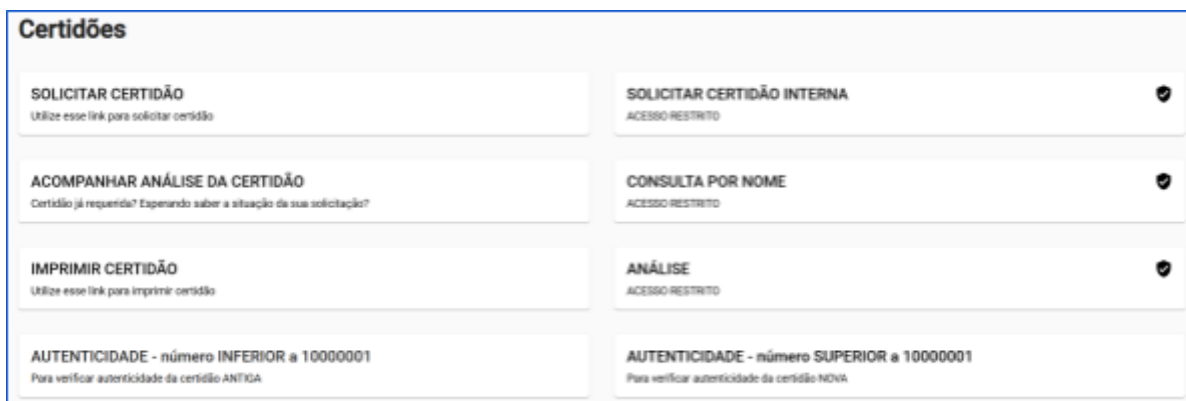 Certidões
SOLICITAR CERTIDÃO
Utilize esse link para solicitar certidão
SOLICITAR CERTIDÃO INTERNA
ACESSO RESTRITO
ACOMPANHAR ANÁLISE DA CERTIDÃO
Certidão já requerida? Esperando saber a situação da sua solicitação?
CONSULTA POR NOME
ACESSO RESTRITO
IMPRIMIR CERTIDÃO
Utilize esse link para imprimir certidão
ANÁLISE
ACESSO RESTRITO
AUTENTICIDADE - número INFERIOR a 10000001
Para verificar autenticidade da certidão ANTIGA
AUTENTICIDADE - número SUPERIOR a 10000001
Para verificar autenticidade da certidão NOVA